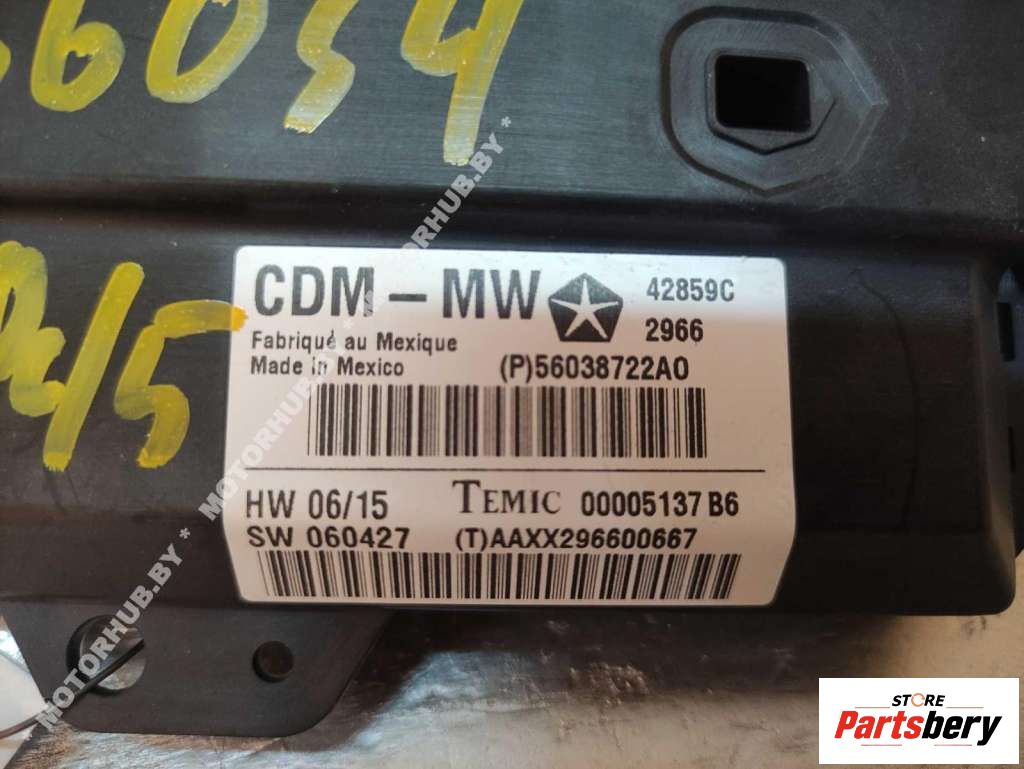 6054
CDM – MW
42859C
2966
Fabriqué au Mexique
Made in Mexico
(P)56038722AO
HW 06/15
TEMIC 00005137 B6
SW 060427
(T)AAXX296600667
* MOTORHUB.BY *
STORE
Partsbery